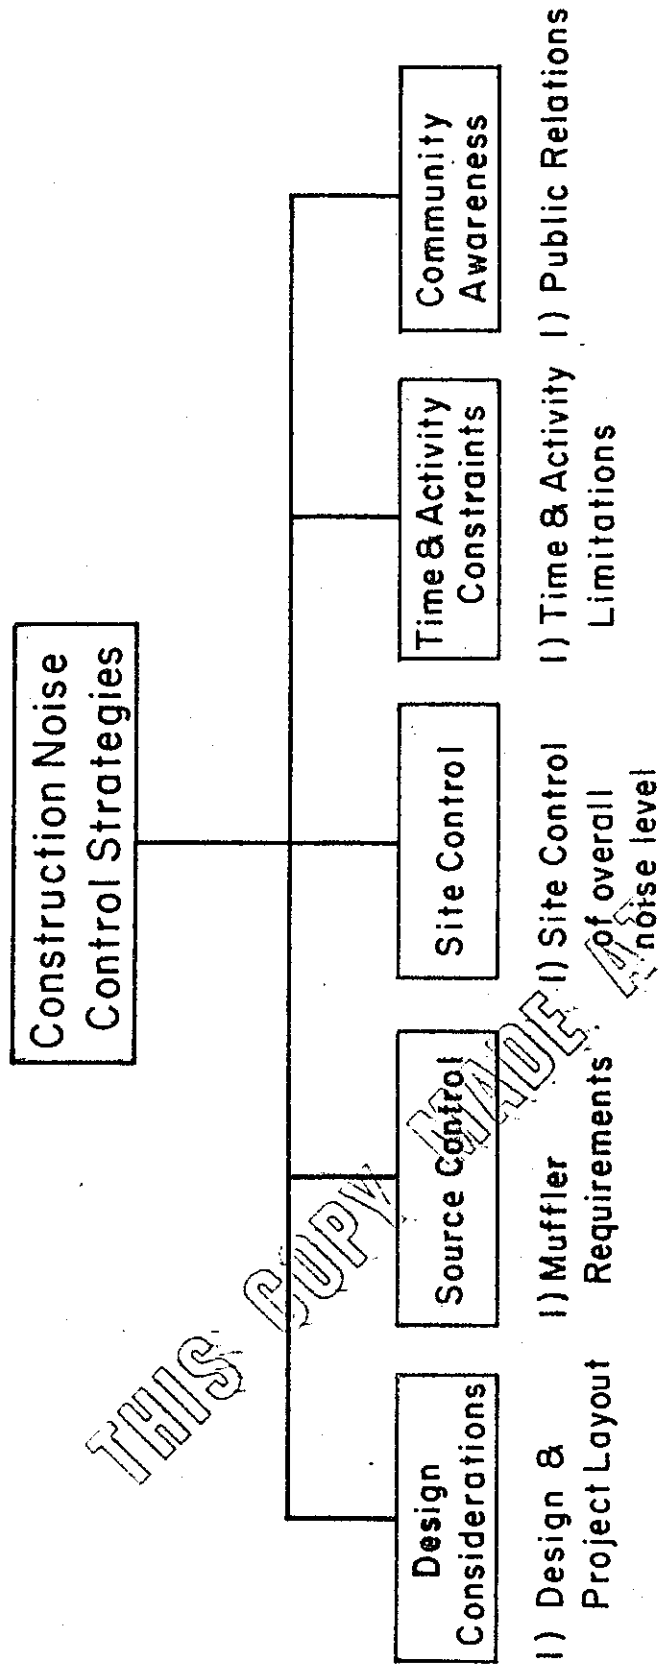 Construction Noise
Control Strategies
Design
Considerations
Source Control
Site Control
Time & Activity
Constraints
Community
Awareness
1) Design &
Project Layout
1) Muffler
Requirements
1) Site Control
of overall
noise level
1) Time & Activity
Limitations
1) Public Relations
THIS COPY MADE AT